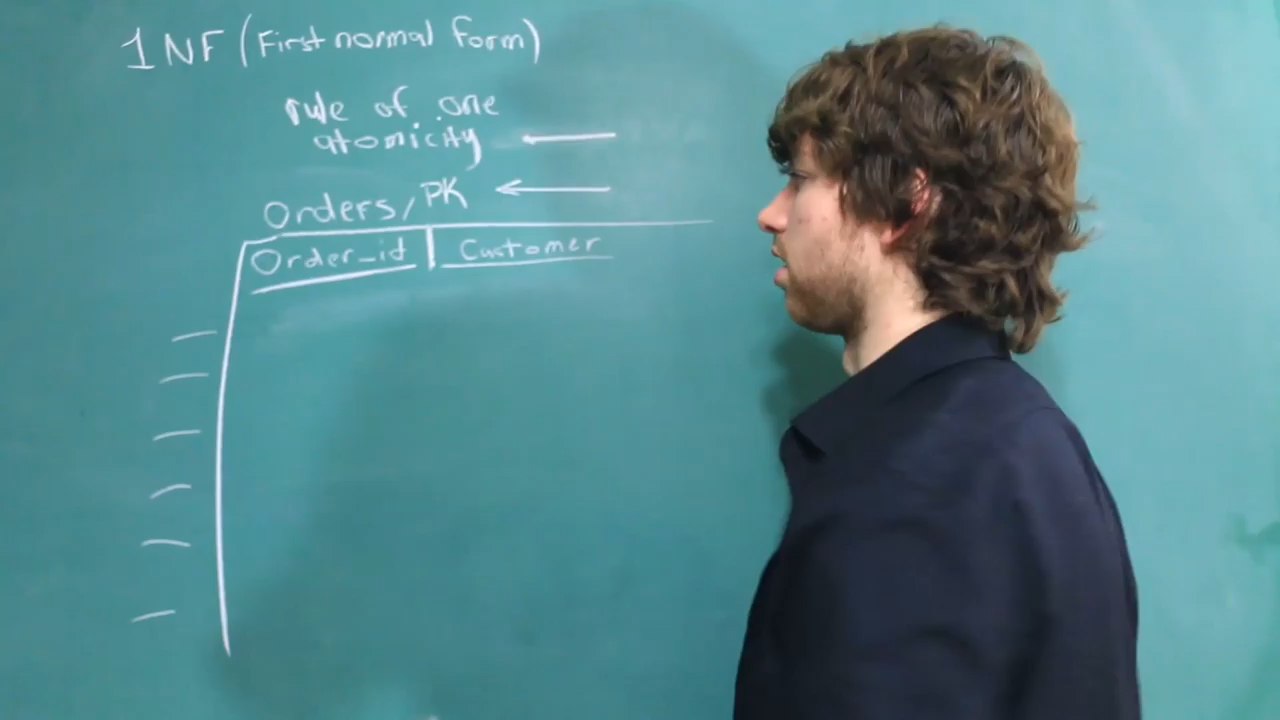 1NF (First normal form)
rule of one
atomicity
Orders/PK
Order_id
Customer